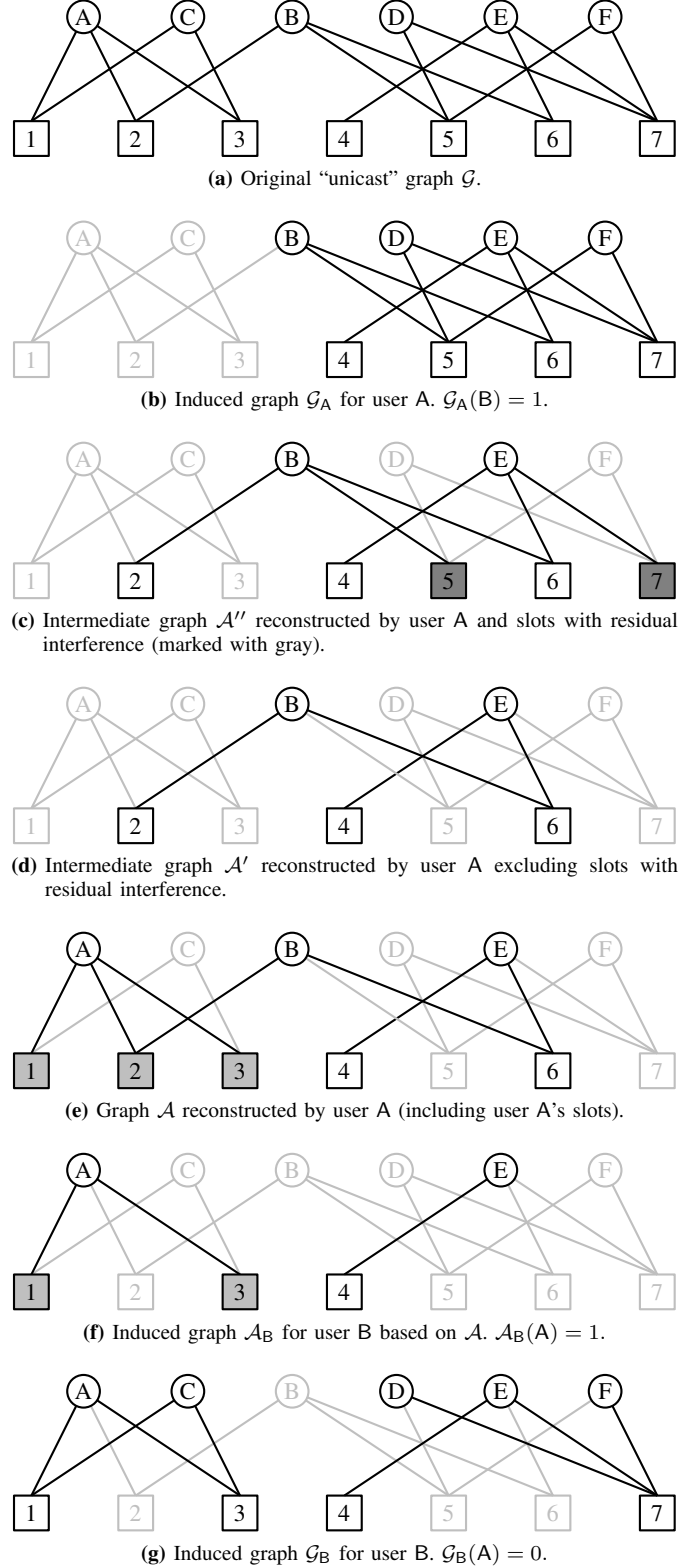 A C B D E F
1 2 3 4 5 6 7
(a) Original “unicast” graph 𝒢.
A C B D E F
1 2 3 4 5 6 7
(b) Induced graph 𝒢_A for user A. 𝒢_A(B) = 1.
A C B D E F
1 2 3 4 5 6 7
(c) Intermediate graph 𝒜″ reconstructed by user A and slots with residual
interference (marked with gray).
A C B D E F
1 2 3 4 5 6 7
(d) Intermediate graph 𝒜′ reconstructed by user A excluding slots with
residual interference.
A C B D E F
1 2 3 4 5 6 7
(e) Graph 𝒜 reconstructed by user A (including user A’s slots).
A C B D E F
1 2 3 4 5 6 7
(f) Induced graph 𝒜_B for user B based on 𝒜. 𝒜_B(A) = 1.
A C B D E F
1 2 3 4 5 6 7
(g) Induced graph 𝒢_B for user B. 𝒢_B(A) = 0.